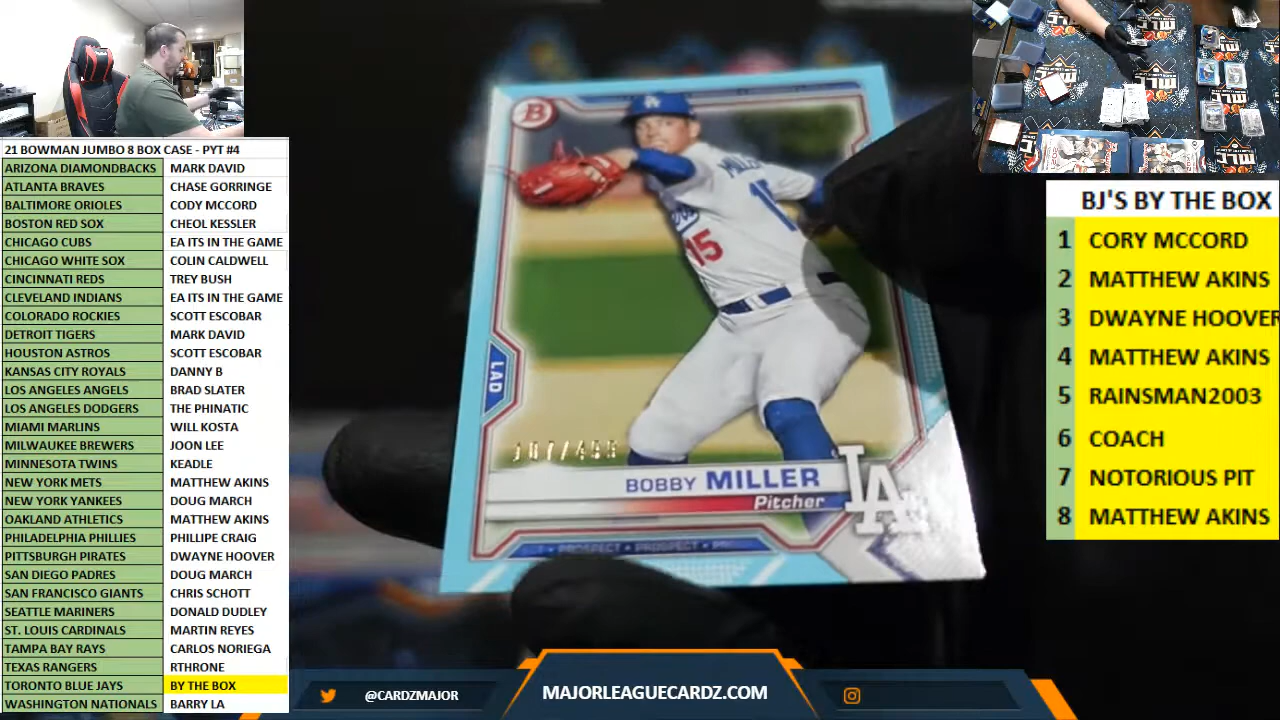 21 BOWMAN JUMBO 8 BOX CASE - PYT #4
ARIZONA DIAMONDBACKS MARK DAVID
ATLANTA BRAVES CHASE GORRINGE
BALTIMORE ORIOLES CODY MCCORD
BOSTON RED SOX CHEOL KESSLER
CHICAGO CUBS EA ITS IN THE GAME
CHICAGO WHITE SOX COLIN CALDWELL
CINCINNATI REDS TREY BUSH
CLEVELAND INDIANS EA ITS IN THE GAME
COLORADO ROCKIES SCOTT ESCOBAR
DETROIT TIGERS MARK DAVID
HOUSTON ASTROS SCOTT ESCOBAR
KANSAS CITY ROYALS DANNY B
LOS ANGELES ANGELS BRAD SLATER
LOS ANGELES DODGERS THE PHINATIC
MIAMI MARLINS WILL KOSTA
MILWAUKEE BREWERS JOON LEE
MINNESOTA TWINS KEADLE
NEW YORK METS MATTHEW AKINS
NEW YORK YANKEES DOUG MARCH
OAKLAND ATHLETICS MATTHEW AKINS
PHILADELPHIA PHILLIES PHILLIPE CRAIG
PITTSBURGH PIRATES DWAYNE HOOVER
SAN DIEGO PADRES DOUG MARCH
SAN FRANCISCO GIANTS CHRIS SCHOTT
SEATTLE MARINERS DONALD DUDLEY
ST. LOUIS CARDINALS MARTIN REYES
TAMPA BAY RAYS CARLOS NORIEGA
TEXAS RANGERS RTHRONE
TORONTO BLUE JAYS BY THE BOX
WASHINGTON NATIONALS BARRY LA
B
LA
15
LAD
BOBBY MILLER
Pitcher
LA
PROSPECT • PROSPECT
BJ'S BY THE BOX
1 CORY MCCORD
2 MATTHEW AKINS
3 DWAYNE HOOVER
4 MATTHEW AKINS
5 RAINSMAN2003
6 COACH
7 NOTORIOUS PIT
8 MATTHEW AKINS
@CARDZMAJOR
MAJORLEAGUECARDZ.COM